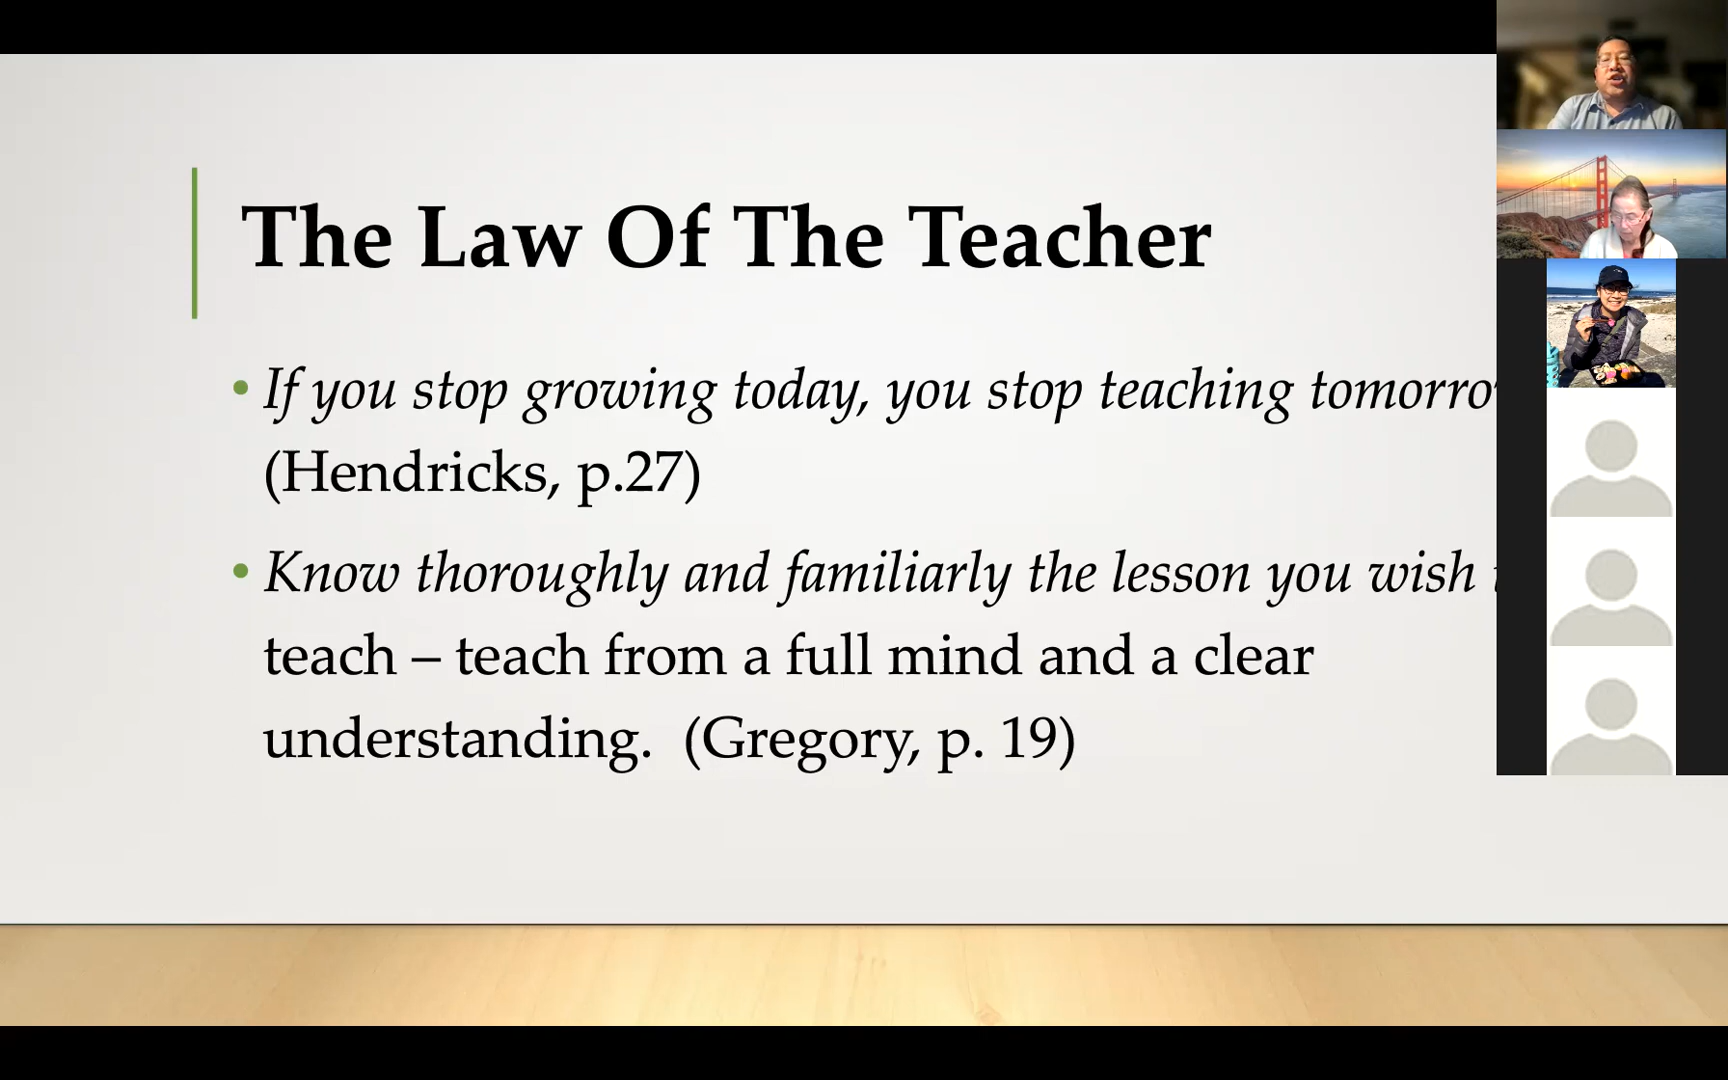 The Law Of The Teacher
• If you stop growing today, you stop teaching
(Hendricks, p.27)
• Know thoroughly and familiarly the lesson you wish
teach – teach from a full mind and a clear
understanding. (Gregory, p. 19)